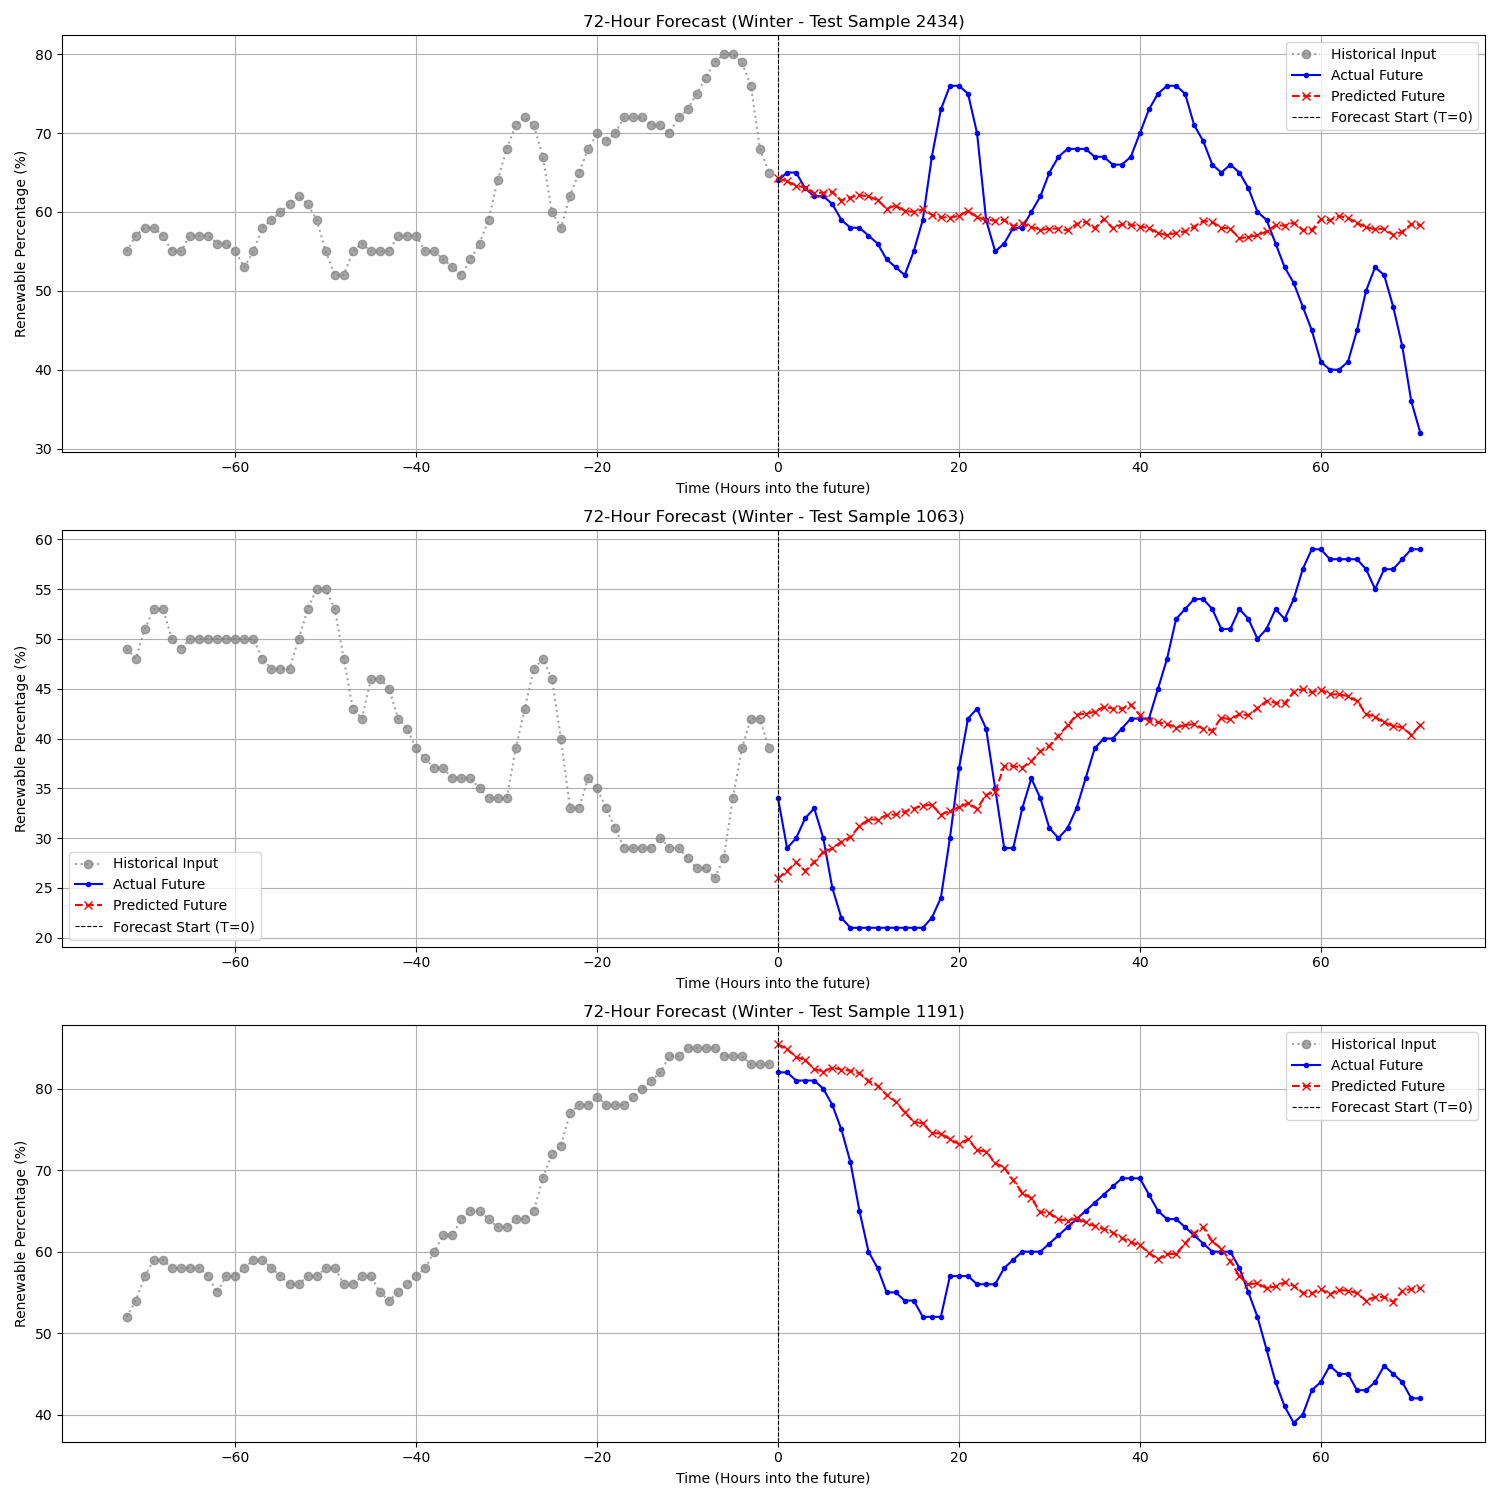 72-Hour Forecast (Winter - Test Sample 2434)
Renewable Percentage (%)
80
70
60
50
40
30
Historical Input
Actual Future
Predicted Future
Forecast Start (T=0)
−60 −40 −20 0 20 40 60
Time (Hours into the future)
72-Hour Forecast (Winter - Test Sample 1063)
Renewable Percentage (%)
60
55
50
45
40
35
30
25
20
Historical Input
Actual Future
Predicted Future
Forecast Start (T=0)
−60 −40 −20 0 20 40 60
Time (Hours into the future)
72-Hour Forecast (Winter - Test Sample 1191)
Renewable Percentage (%)
80
70
60
50
40
Historical Input
Actual Future
Predicted Future
Forecast Start (T=0)
−60 −40 −20 0 20 40 60
Time (Hours into the future)